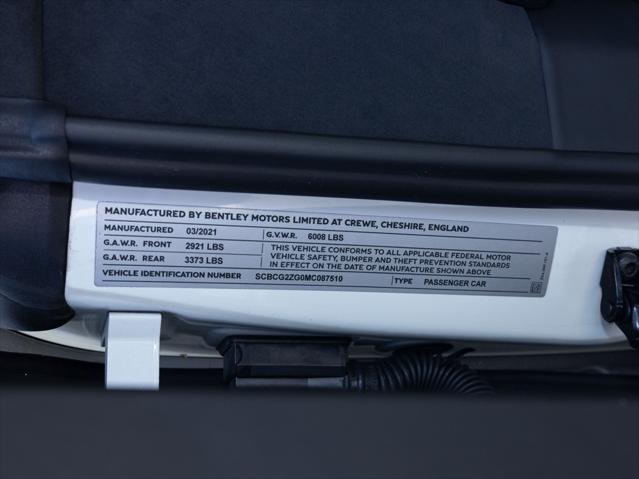 MANUFACTURED BY BENTLEY MOTORS LIMITED AT CREWE, CHESHIRE, ENGLAND
MANUFACTURED 03/2021 G.V.W.R. 6008 LBS
G.A.W.R. FRONT 2921 LBS
G.A.W.R. REAR 3373 LBS
THIS VEHICLE CONFORMS TO ALL APPLICABLE FEDERAL MOTOR
VEHICLE SAFETY, BUMPER AND THEFT PREVENTION STANDARDS
IN EFFECT ON THE DATE OF MANUFACTURE SHOWN ABOVE
VEHICLE IDENTIFICATION NUMBER SCBCG2ZG0MC087510 TYPE PASSENGER CAR